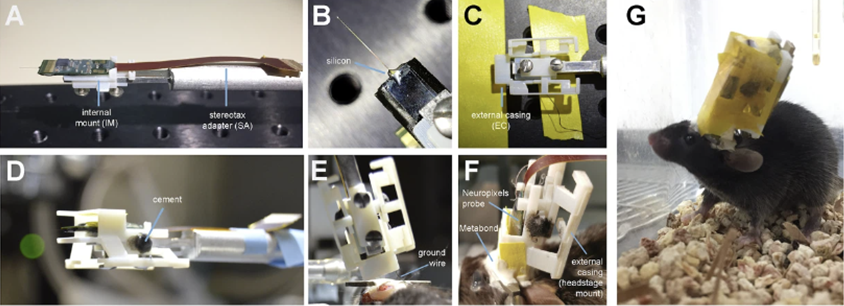 A
internal
mount (IM)
stereotax
adapter (SA)
B
silicon
C
external casing
(EC)
D
cement
E
ground
wire
F
Neuropixels
probe
Metabond
external
casing
(headstage
mount)
G